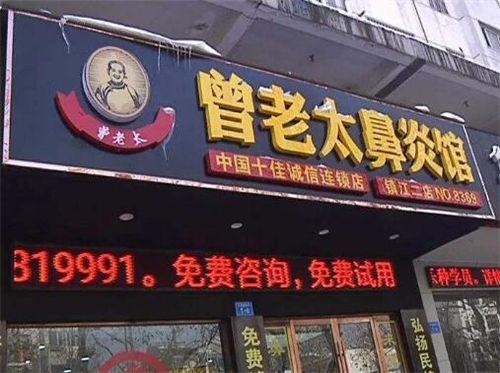 曾老太鼻炎馆
曾老太
中国十佳诚信连锁店
镇江二店NO.8369
819991。免费咨询，免费试用
免费
弘扬民